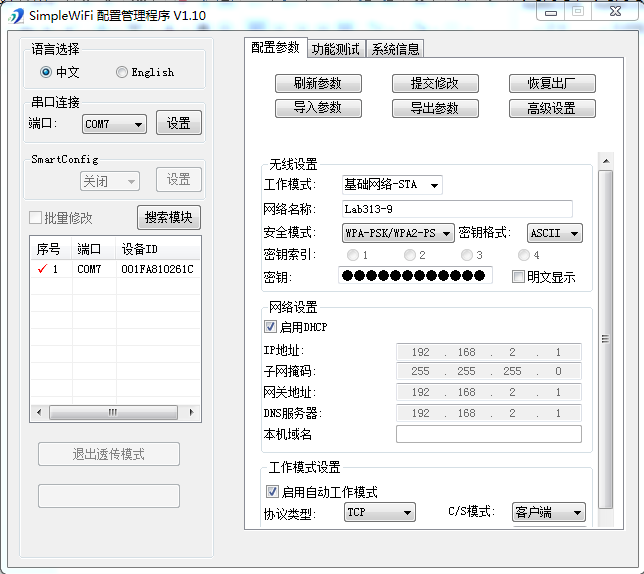 SimpleWiFi 配置管理程序 V1.10
语言选择
中文 English
串口连接
端口: COM7 设置
SmartConfig
关闭 设置
批量修改 搜索模块
序号 端口 设备ID
1 COM7 001FA810261C
退出透传模式
配置参数 功能测试 系统信息
刷新参数 提交修改 恢复出厂
导入参数 导出参数 高级设置
无线设置
工作模式: 基础网络-STA
网络名称: Lab313-9
安全模式: WPA-PSK/WPA2-PS 密钥格式: ASCII
密钥索引: 1 2 3 4
密钥: ●●●●●●●●●●●● 明文显示
网络设置
启用DHCP
IP地址: 192 . 168 . 2 . 1
子网掩码: 255 . 255 . 255 . 0
网关地址: 192 . 168 . 2 . 1
DNS服务器: 192 . 168 . 2 . 1
本机域名
工作模式设置
启用自动工作模式
协议类型: TCP C/S模式: 客户端